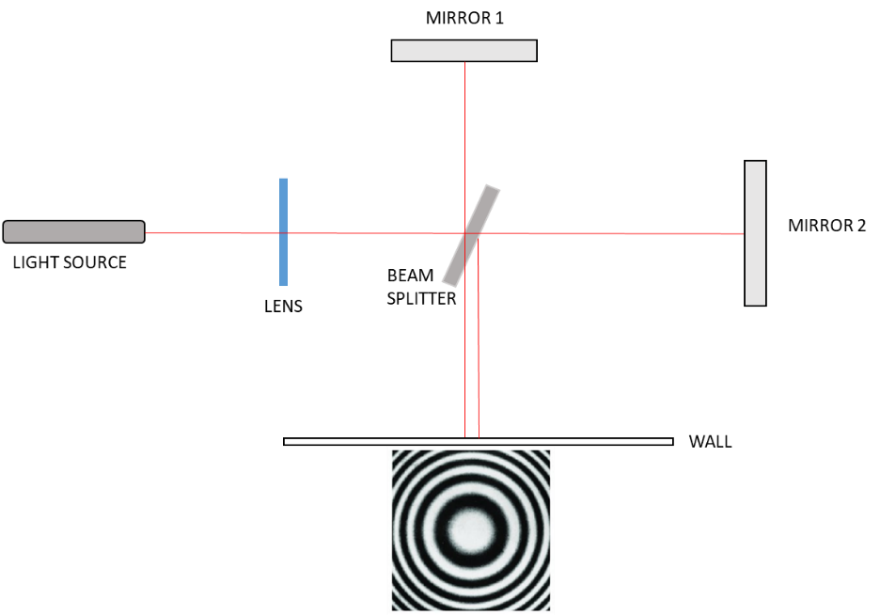 MIRROR 1
MIRROR 2
LIGHT SOURCE
BEAM
SPLITTER
LENS
WALL